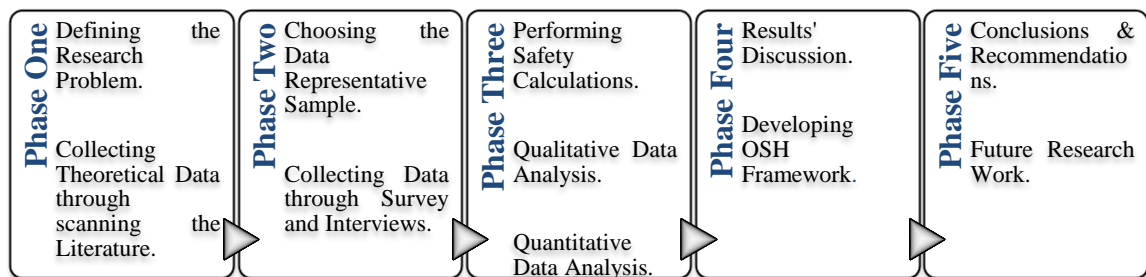 Phase One
Defining the
Research
Problem.
Collecting
Theoretical Data
through
scanning the
Literature.
Phase Two
Choosing the
Data
Representative
Sample.
Collecting Data
through Survey
and Interviews.
Phase Three
Performing
Safety
Calculations.
Qualitative Data
Analysis.
Quantitative
Data Analysis.
Phase Four
Results'
Discussion.
Developing
OSH
Framework.
Phase Five
Conclusions &
Recommendatio
ns.
Future Research
Work.